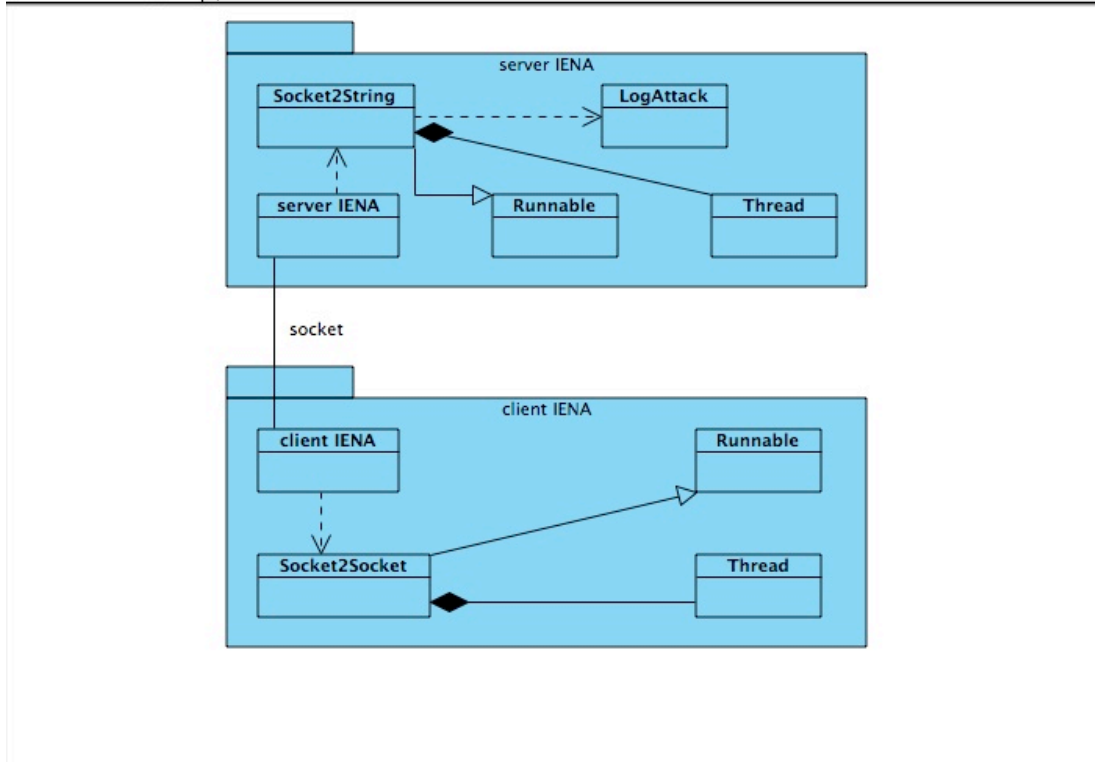 server IENA
Socket2String
LogAttack
server IENA
Runnable
Thread
socket
client IENA
client IENA
Runnable
Socket2Socket
Thread